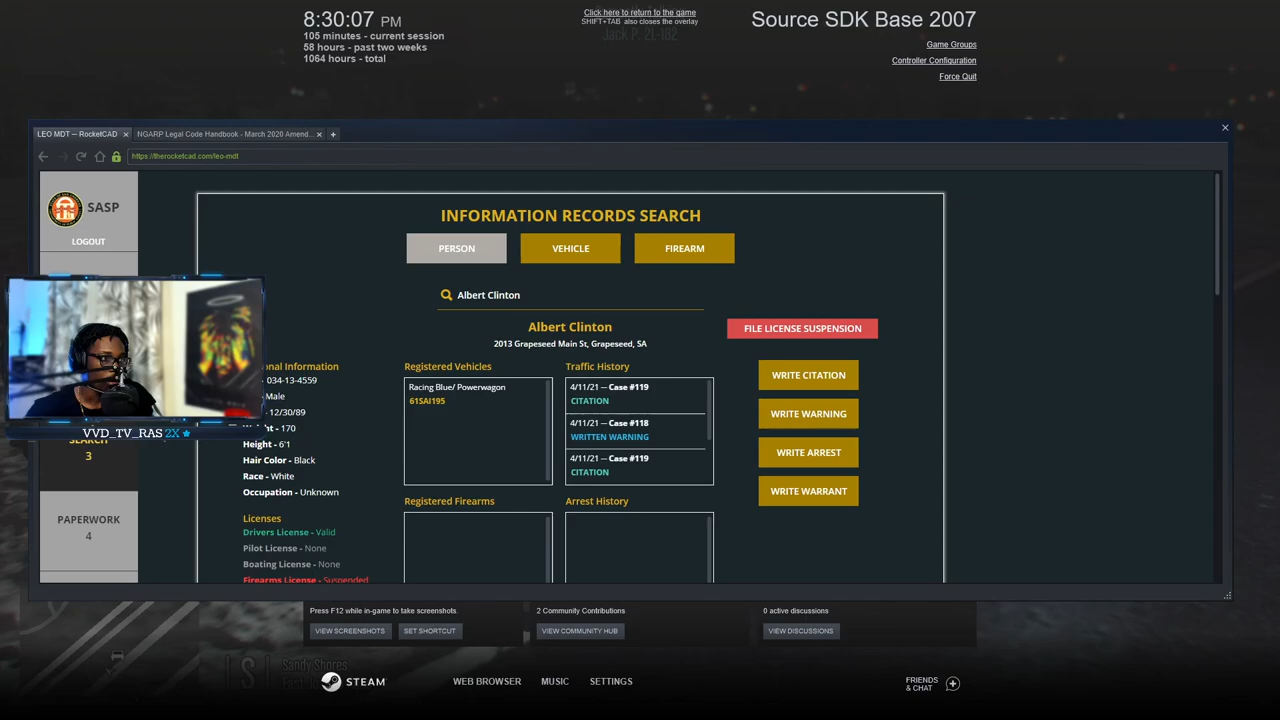 8:30:07 PM
105 minutes - current session
58 hours - past two weeks
1064 hours - total
Click here to return to the game
SHIFT+TAB also closes the overlay
Jack P. 2L-182
Source SDK Base 2007
Game Groups
Controller Configuration
Force Quit
LEO MDT — RocketCAD
NGARP Legal Code Handbook - March 2020 Amend...
https://therocketcad.com/leo-mdt
SASP
LOGOUT
INFORMATION RECORDS SEARCH
PERSON
VEHICLE
FIREARM
Albert Clinton
Albert Clinton
2013 Grapeseed Main St, Grapeseed, SA
FILE LICENSE SUSPENSION
onal Information
- 034-13-4559
Male
- 12/30/89
- 170
Height - 6'1
Hair Color - Black
Race - White
Occupation - Unknown
Licenses
Drivers License - Valid
Pilot License - None
Boating License - None
Firearms License - Suspended
Registered Vehicles
Racing Blue/ Powerwagon
61SAI195
Registered Firearms
Traffic History
4/11/21 — Case #119
CITATION
4/11/21 — Case #118
WRITTEN WARNING
4/11/21 — Case #119
CITATION
Arrest History
WRITE CITATION
WRITE WARNING
WRITE ARREST
WRITE WARRANT
VVD_TV_RAS 2X
SEARCH
3
PAPERWORK
4
Press F12 while in-game to take screenshots.
VIEW SCREENSHOTS
SET SHORTCUT
2 Community Contributions
VIEW COMMUNITY HUB
0 active discussions
VIEW DISCUSSIONS
S
Sandy Shores
STEAM
WEB BROWSER
MUSIC
SETTINGS
FRIENDS
& CHAT